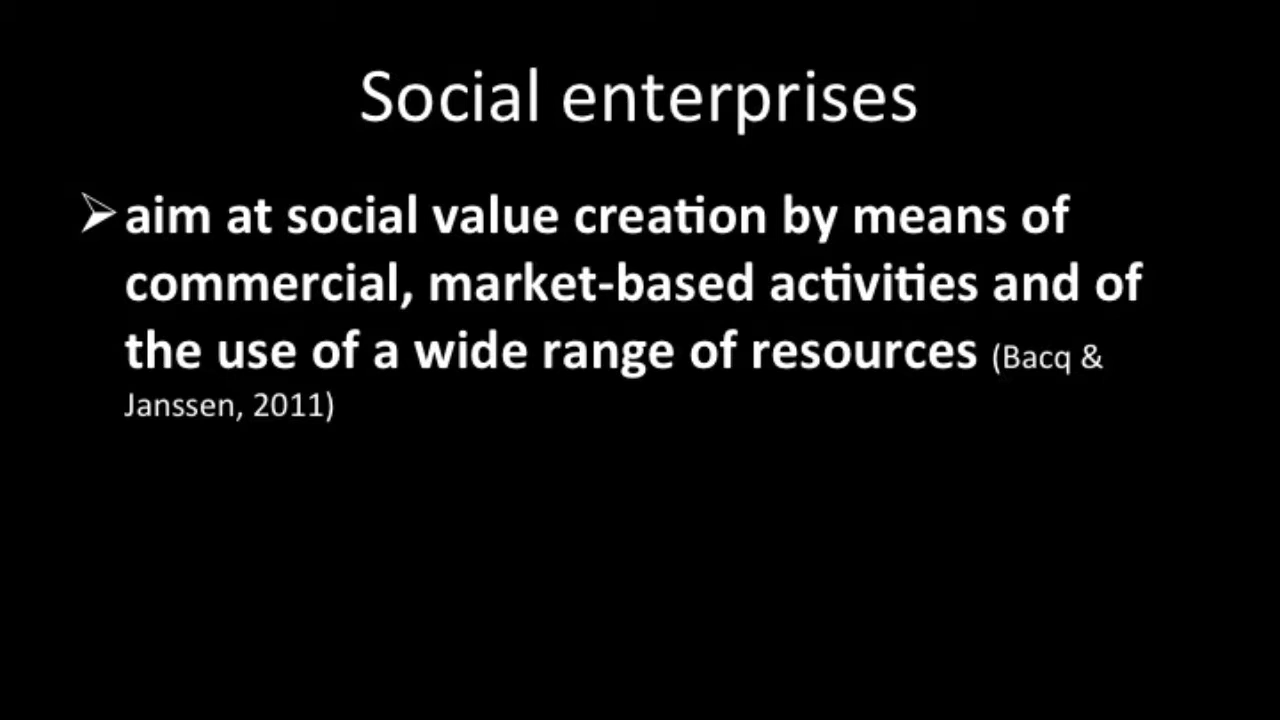 Social enterprises
➢aim at social value creation by means of
commercial, market-based activities and of
the use of a wide range of resources (Bacq &
Janssen, 2011)